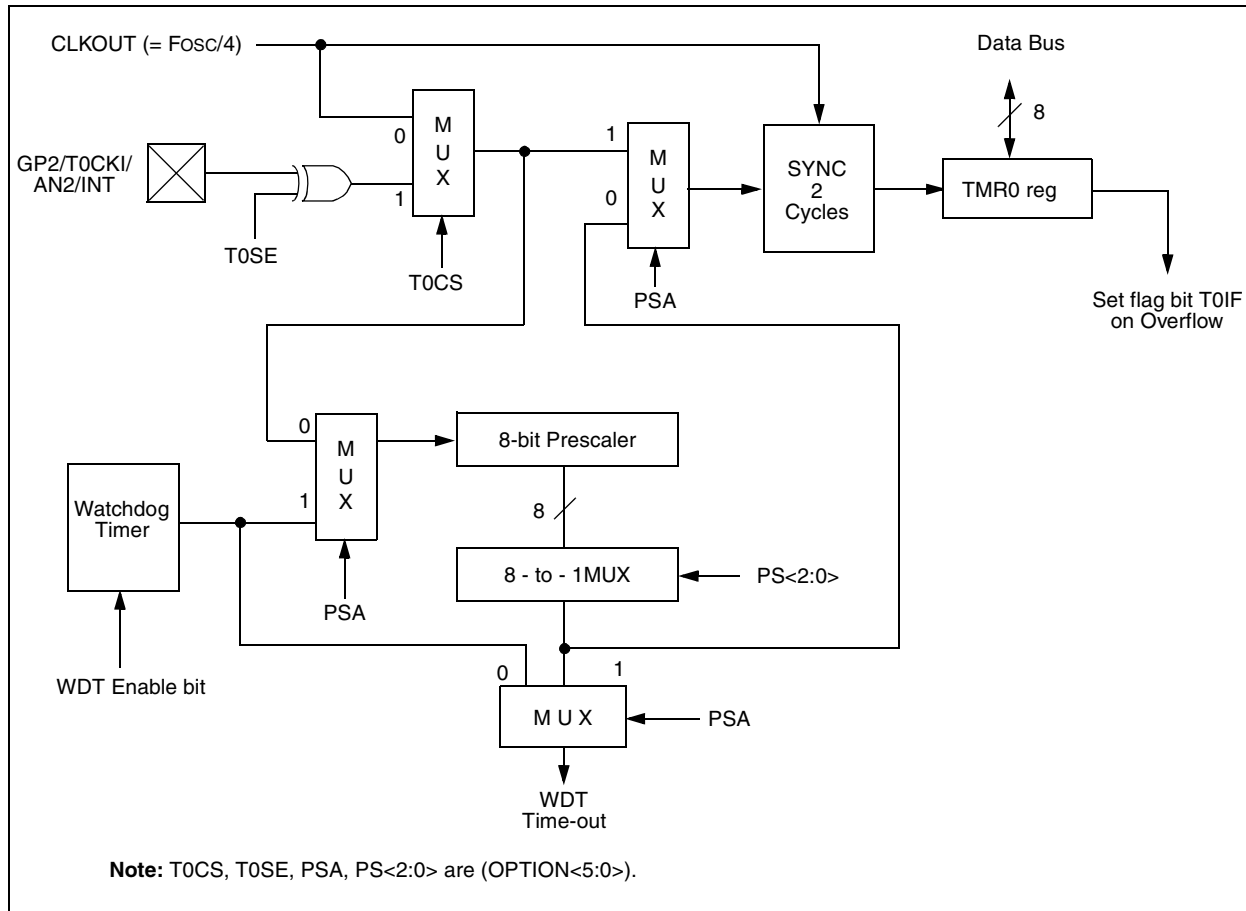 CLKOUT (= FOSC/4)
Data Bus
8
M
U
X
0
1
GP2/T0CKI/
AN2/INT
T0SE
T0CS
1
0
M
U
X
PSA
SYNC
2
Cycles
TMR0 reg
Set flag bit T0IF
on Overflow
0
1
M
U
X
PSA
8-bit Prescaler
8
Watchdog
Timer
8 - to - 1MUX
PS<2:0>
WDT Enable bit
0
1
M U X
PSA
WDT
Time-out
Note: T0CS, T0SE, PSA, PS<2:0> are (OPTION<5:0>).